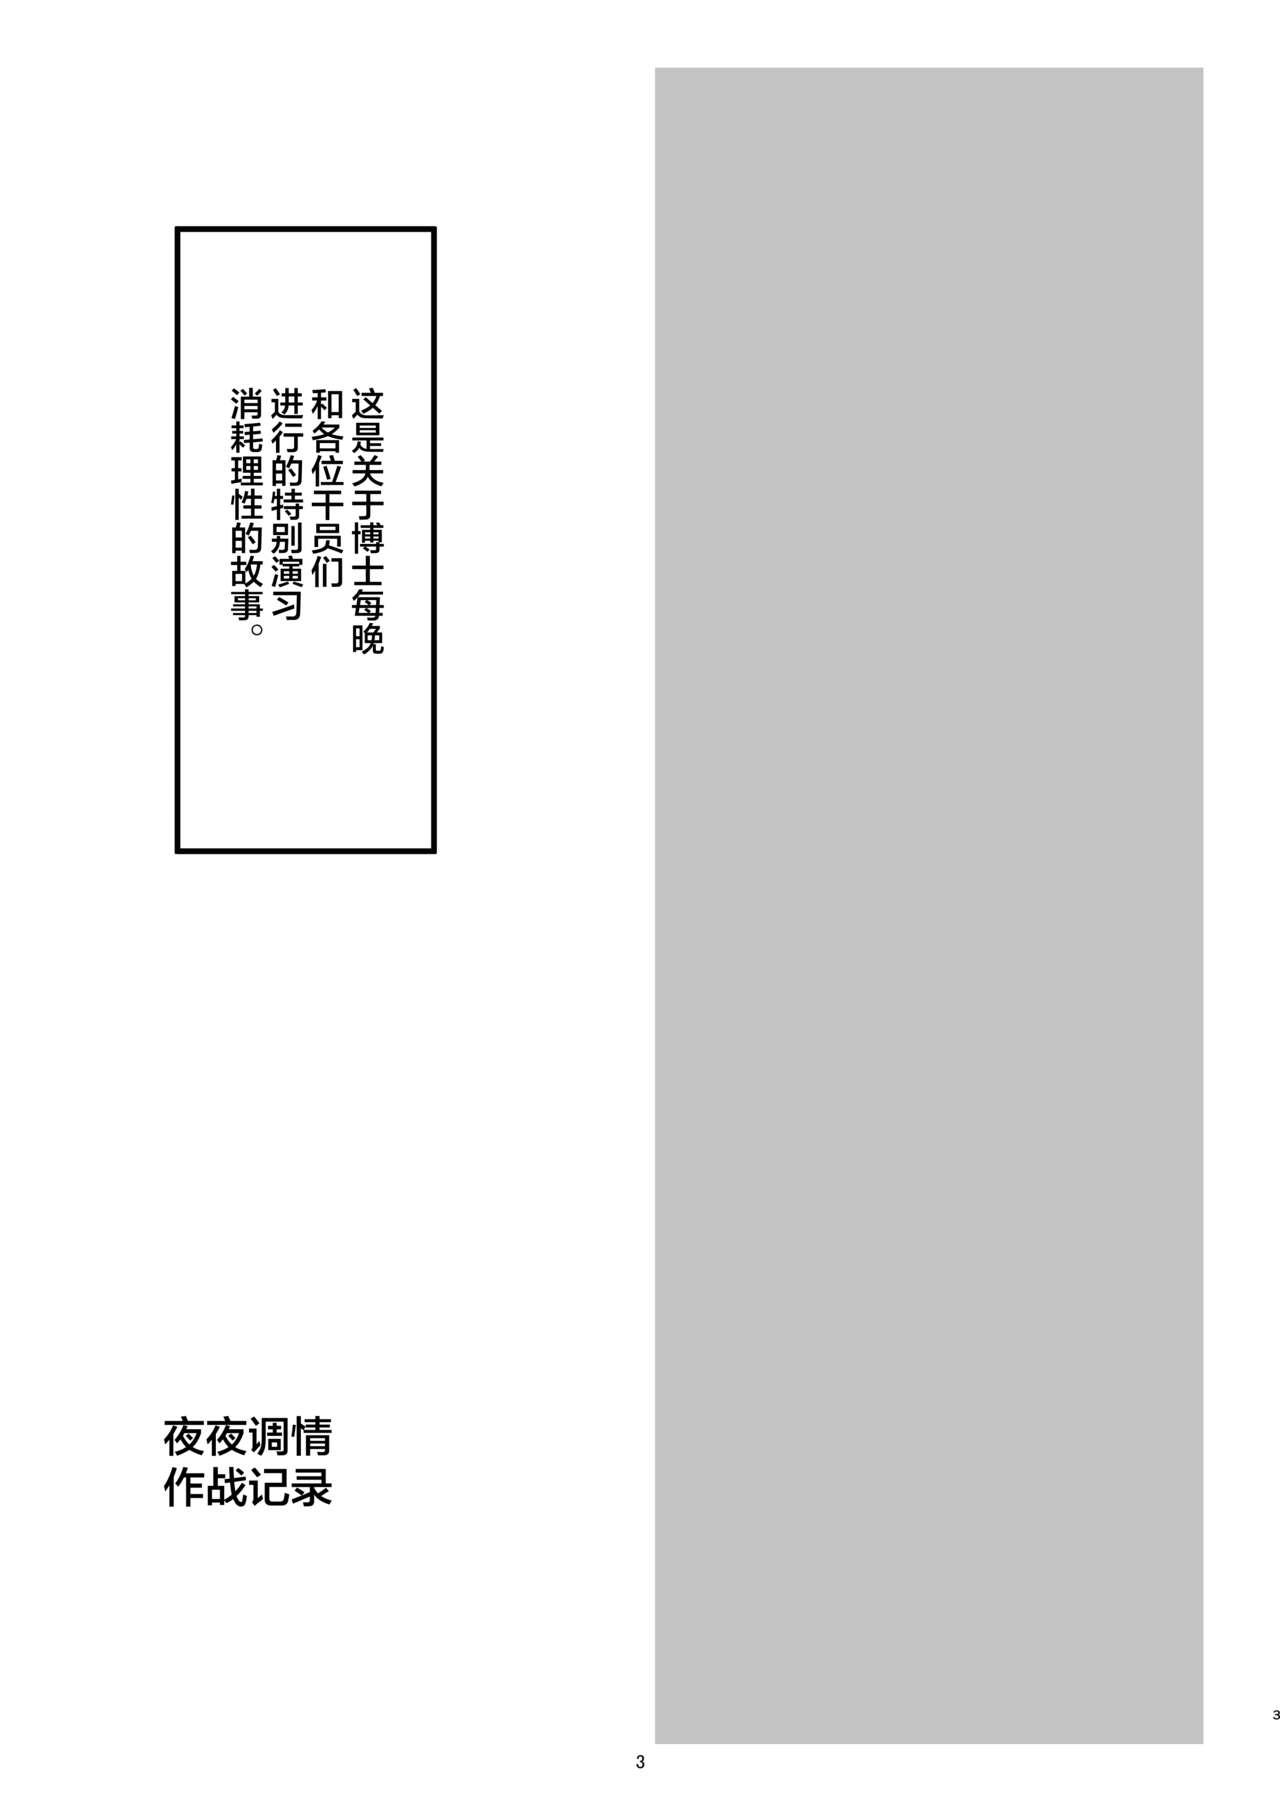 这是关于博士每晚
和各位干员们
进行的特别演习
消耗理性的故事。
夜夜调情
作战记录
3
3